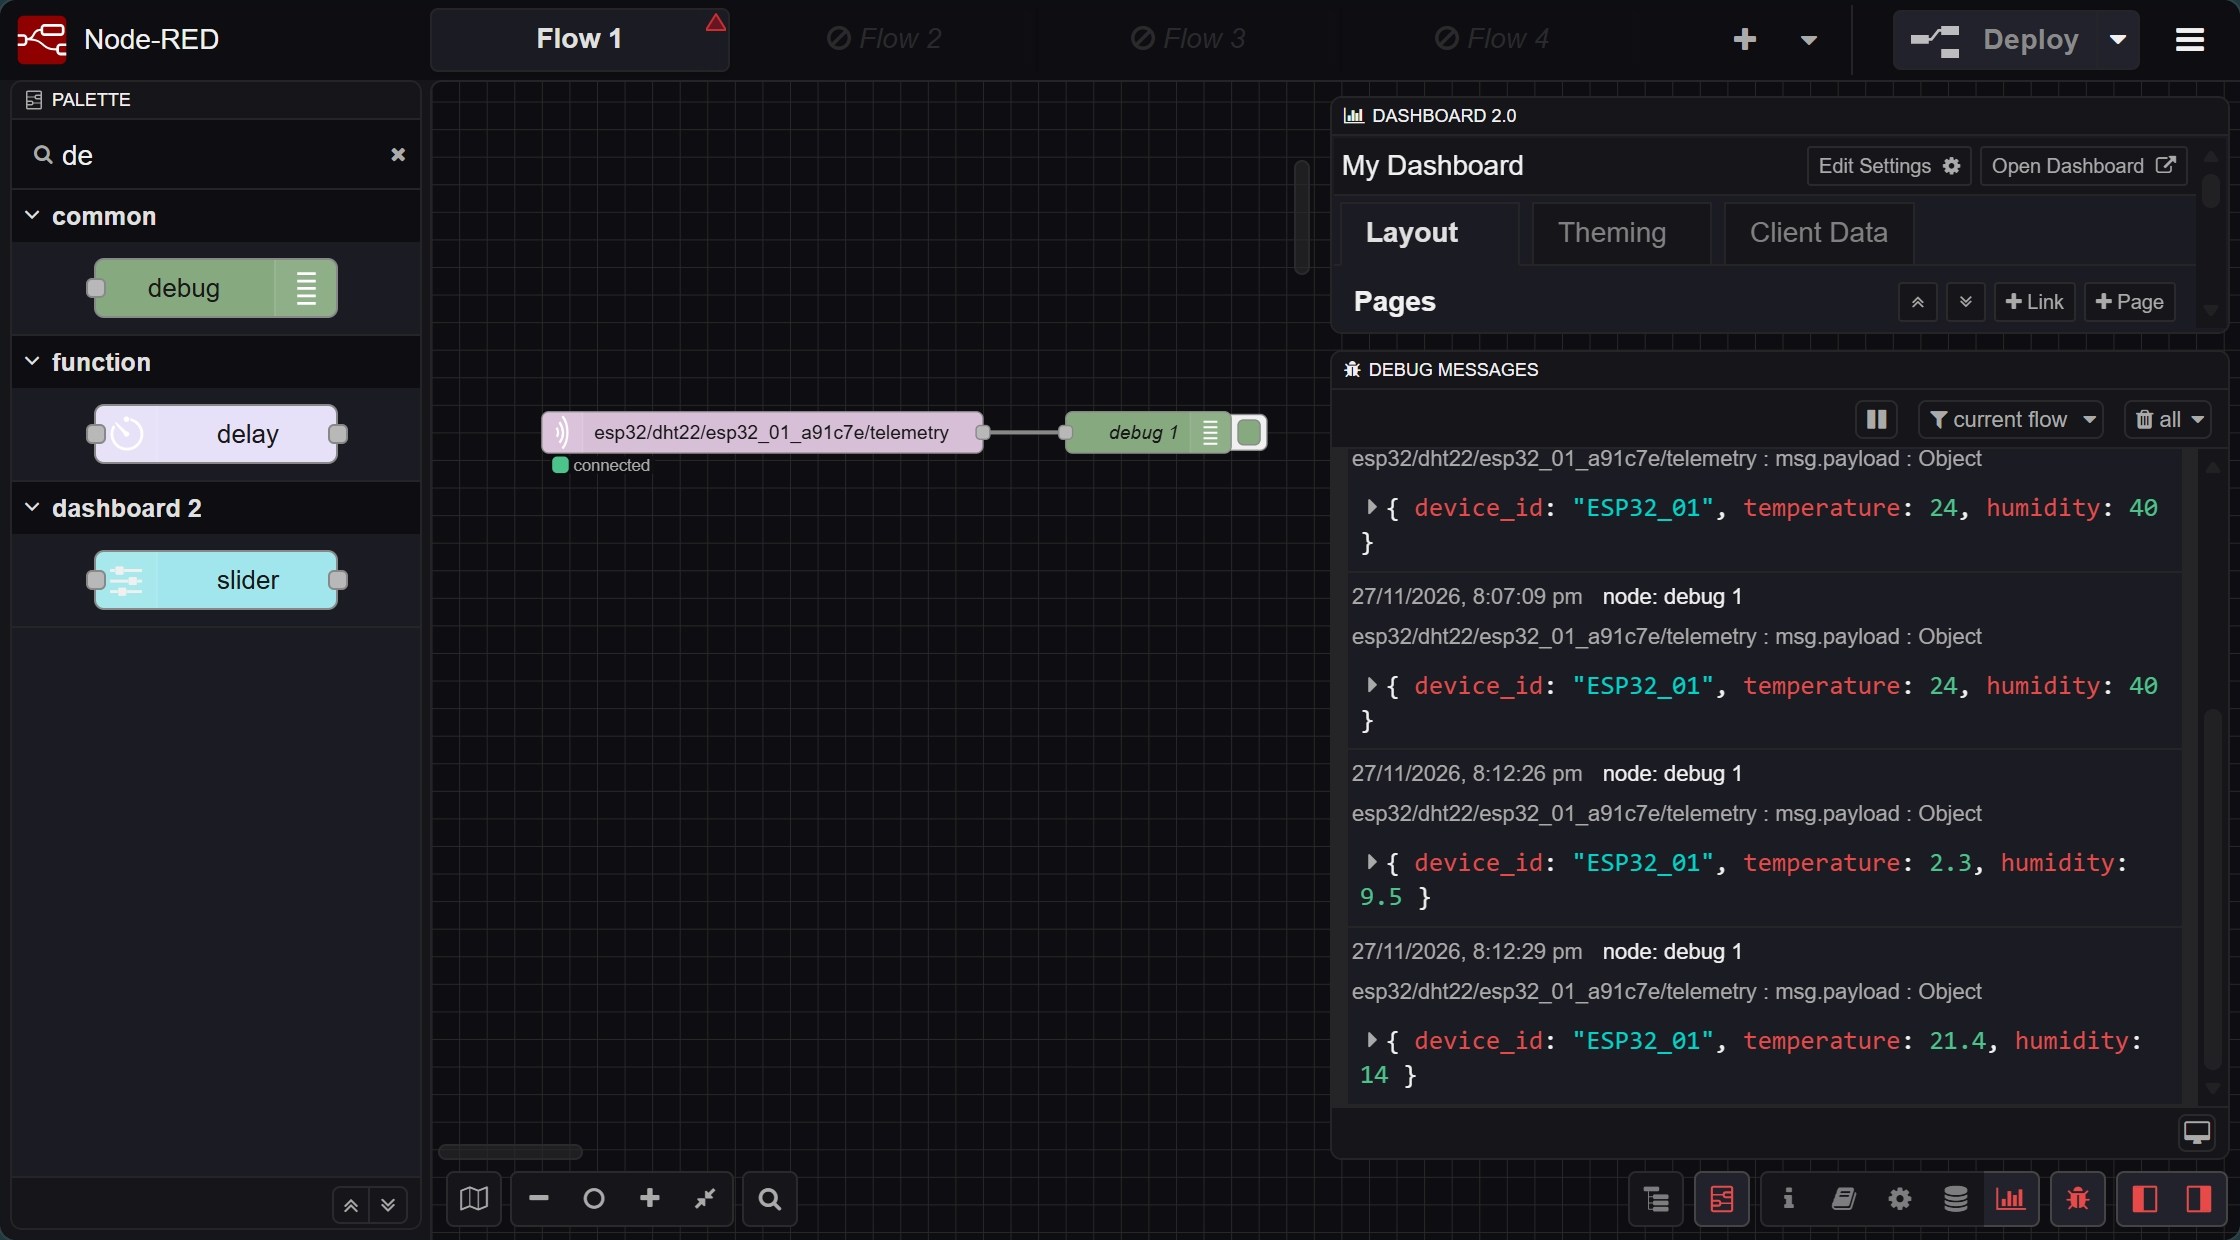 Node-RED
Flow 1
Flow 2
Flow 3
Flow 4
Deploy
PALETTE
de
common
debug
function
delay
dashboard 2
slider
esp32/dht22/esp32_01_a91c7e/telemetry
connected
debug 1
DASHBOARD 2.0
My Dashboard
Edit Settings
Open Dashboard
Layout
Theming
Client Data
Pages
Link
Page
DEBUG MESSAGES
current flow
all
esp32/dht22/esp32_01_a91c7e/telemetry : msg.payload : Object
{ device_id: "ESP32_01", temperature: 24, humidity: 40
}
27/11/2026, 8:07:09 pm node: debug 1
esp32/dht22/esp32_01_a91c7e/telemetry : msg.payload : Object
{ device_id: "ESP32_01", temperature: 24, humidity: 40
}
27/11/2026, 8:12:26 pm node: debug 1
esp32/dht22/esp32_01_a91c7e/telemetry : msg.payload : Object
{ device_id: "ESP32_01", temperature: 2.3, humidity:
9.5 }
27/11/2026, 8:12:29 pm node: debug 1
esp32/dht22/esp32_01_a91c7e/telemetry : msg.payload : Object
{ device_id: "ESP32_01", temperature: 21.4, humidity:
14 }